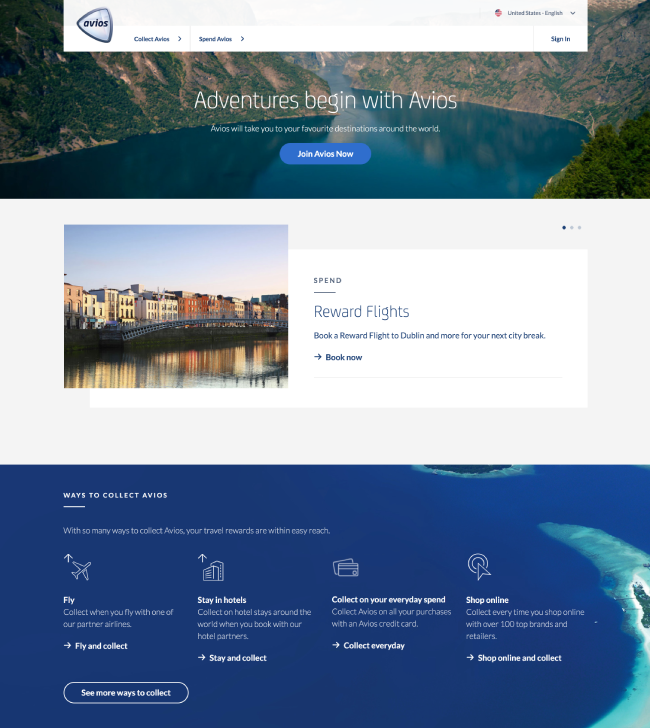 avios
United States - English
Collect Avios
Spend Avios
Sign In
Adventures begin with Avios
Avios will take you to your favourite destinations around the world.
Join Avios Now
SPEND
Reward Flights
Book a Reward Flight to Dublin and more for your next city break.
→ Book now
WAYS TO COLLECT AVIOS
With so many ways to collect Avios, your travel rewards are within easy reach.
Fly
Collect when you fly with one of
our partner airlines.
→ Fly and collect
Stay in hotels
Collect on hotel stays around the
world when you book with our
hotel partners.
→ Stay and collect
Collect on your everyday spend
Collect Avios on all your purchases
with an Avios credit card.
→ Collect everyday
Shop online
Collect every time you shop online
with over 100 top brands and
retailers.
→ Shop online and collect
See more ways to collect